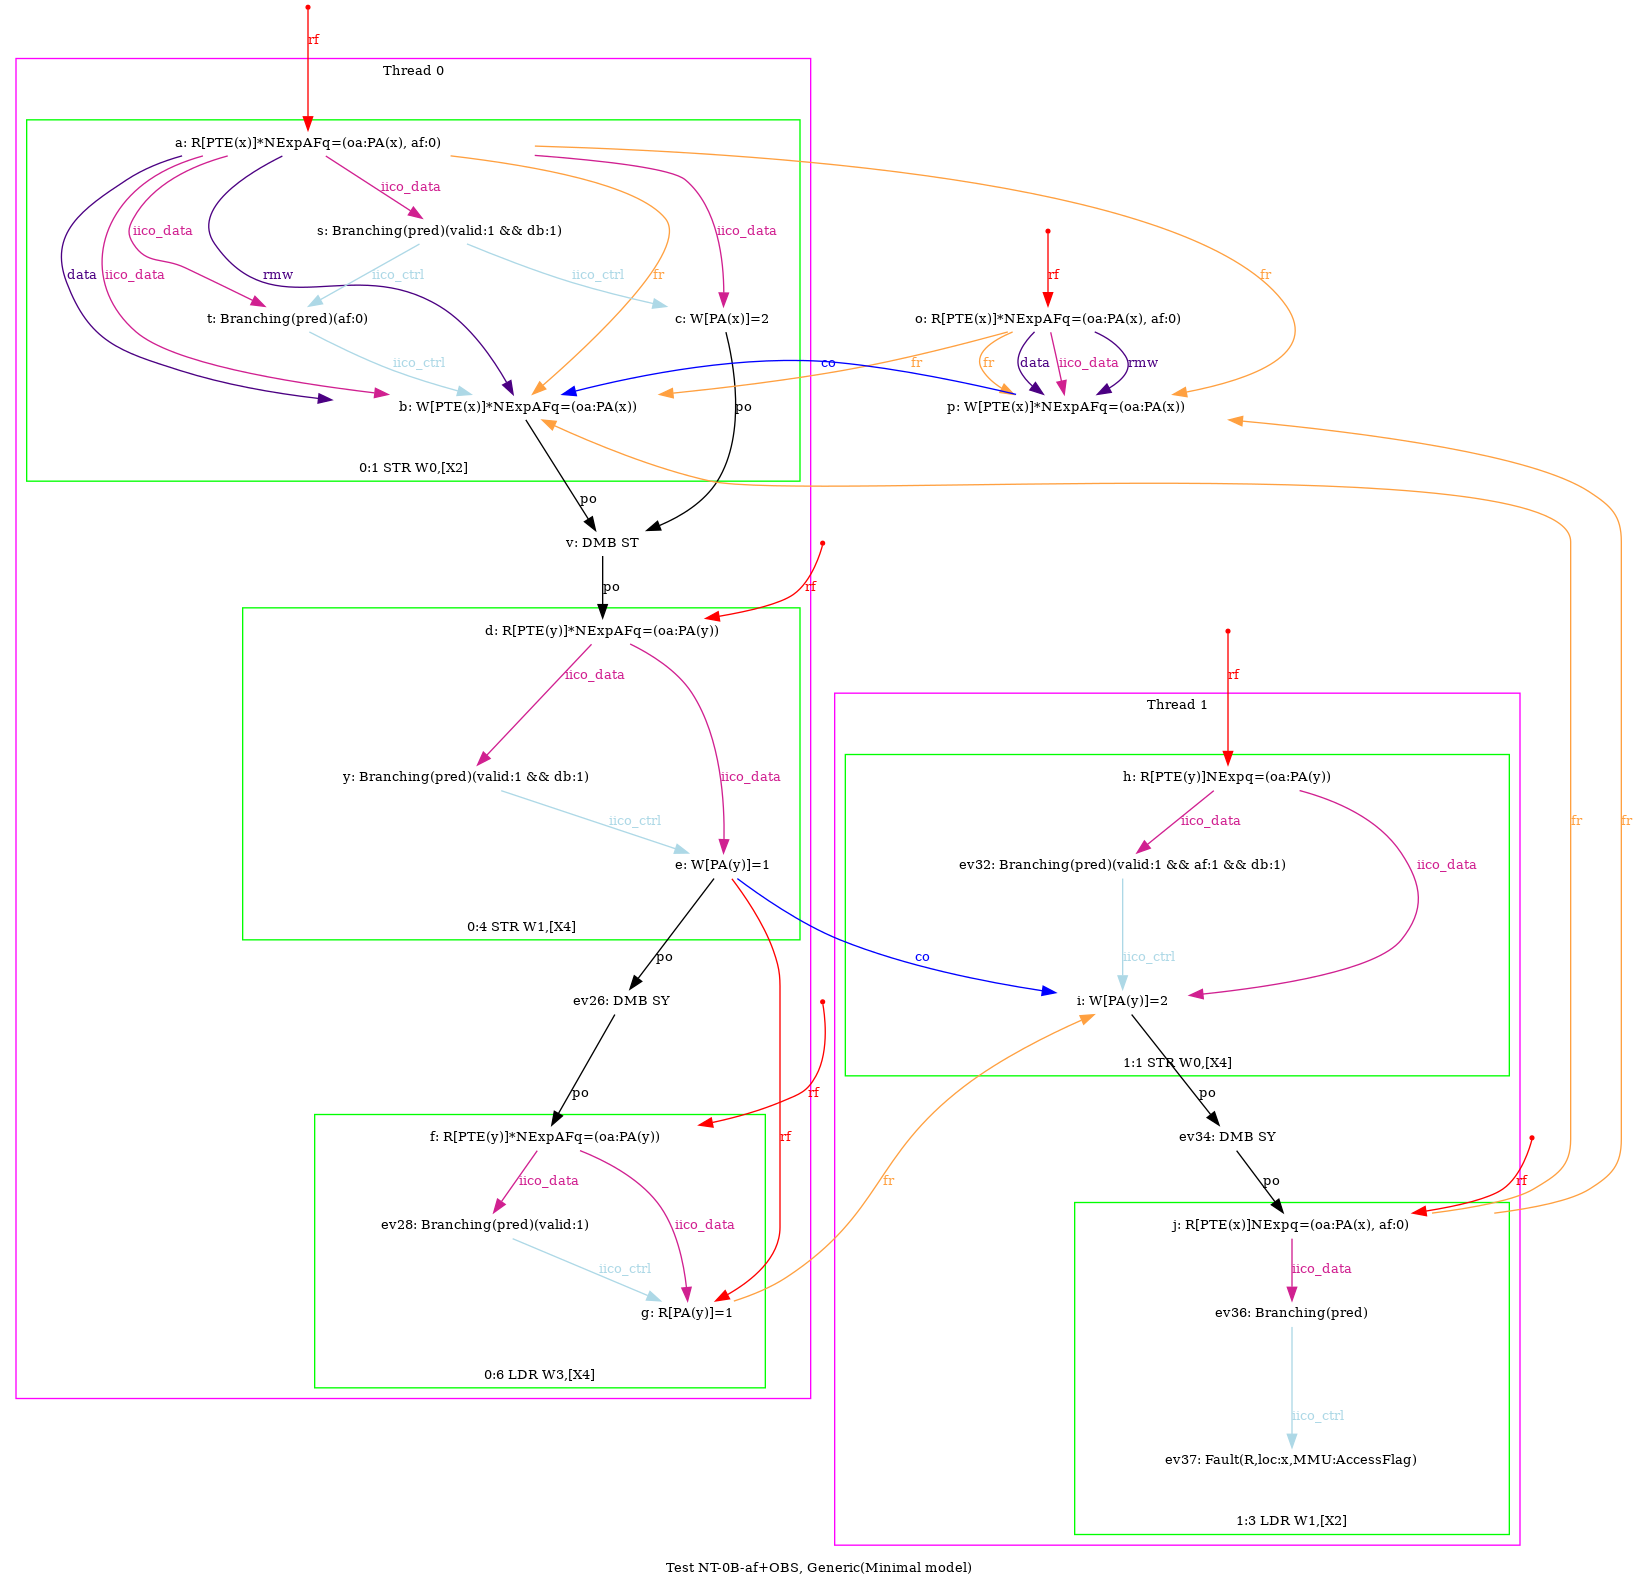 rf
Thread 0
a: R[PTE(x)]*NExpAFq=(oa:PA(x), af:0)
iico_data
s: Branching(pred)(valid:1 && db:1)
iico_data
iico_data
data
iico_data
rmw
iico_ctrl
iico_ctrl
fr
fr
rf
t: Branching(pred)(af:0)
c: W[PA(x)]=2
o: R[PTE(x)]*NExpAFq=(oa:PA(x), af:0)
iico_ctrl
co
fr
fr
data
iico_data
rmw
b: W[PTE(x)]*NExpAFq=(oa:PA(x))
po
p: W[PTE(x)]*NExpAFq=(oa:PA(x))
0:1 STR W0,[X2]
po
v: DMB ST
po
rf
d: R[PTE(y)]*NExpAFq=(oa:PA(y))
iico_data
rf
Thread 1
y: Branching(pred)(valid:1 && db:1)
iico_data
h: R[PTE(y)]NExpq=(oa:PA(y))
iico_ctrl
iico_data
fr
fr
e: W[PA(y)]=1
ev32: Branching(pred)(valid:1 && af:1 && db:1)
iico_data
0:4 STR W1,[X4]
po
co
iico_ctrl
ev26: DMB SY
i: W[PA(y)]=2
1:1 STR W0,[X4]
po
rf
po
f: R[PTE(y)]*NExpAFq=(oa:PA(y))
rf
ev34: DMB SY
iico_data
fr
po
rf
ev28: Branching(pred)(valid:1)
iico_data
j: R[PTE(x)]NExpq=(oa:PA(x), af:0)
iico_ctrl
iico_data
g: R[PA(y)]=1
ev36: Branching(pred)
0:6 LDR W3,[X4]
iico_ctrl
ev37: Fault(R,loc:x,MMU:AccessFlag)
1:3 LDR W1,[X2]
Test NT-0B-af+OBS, Generic(Minimal model)